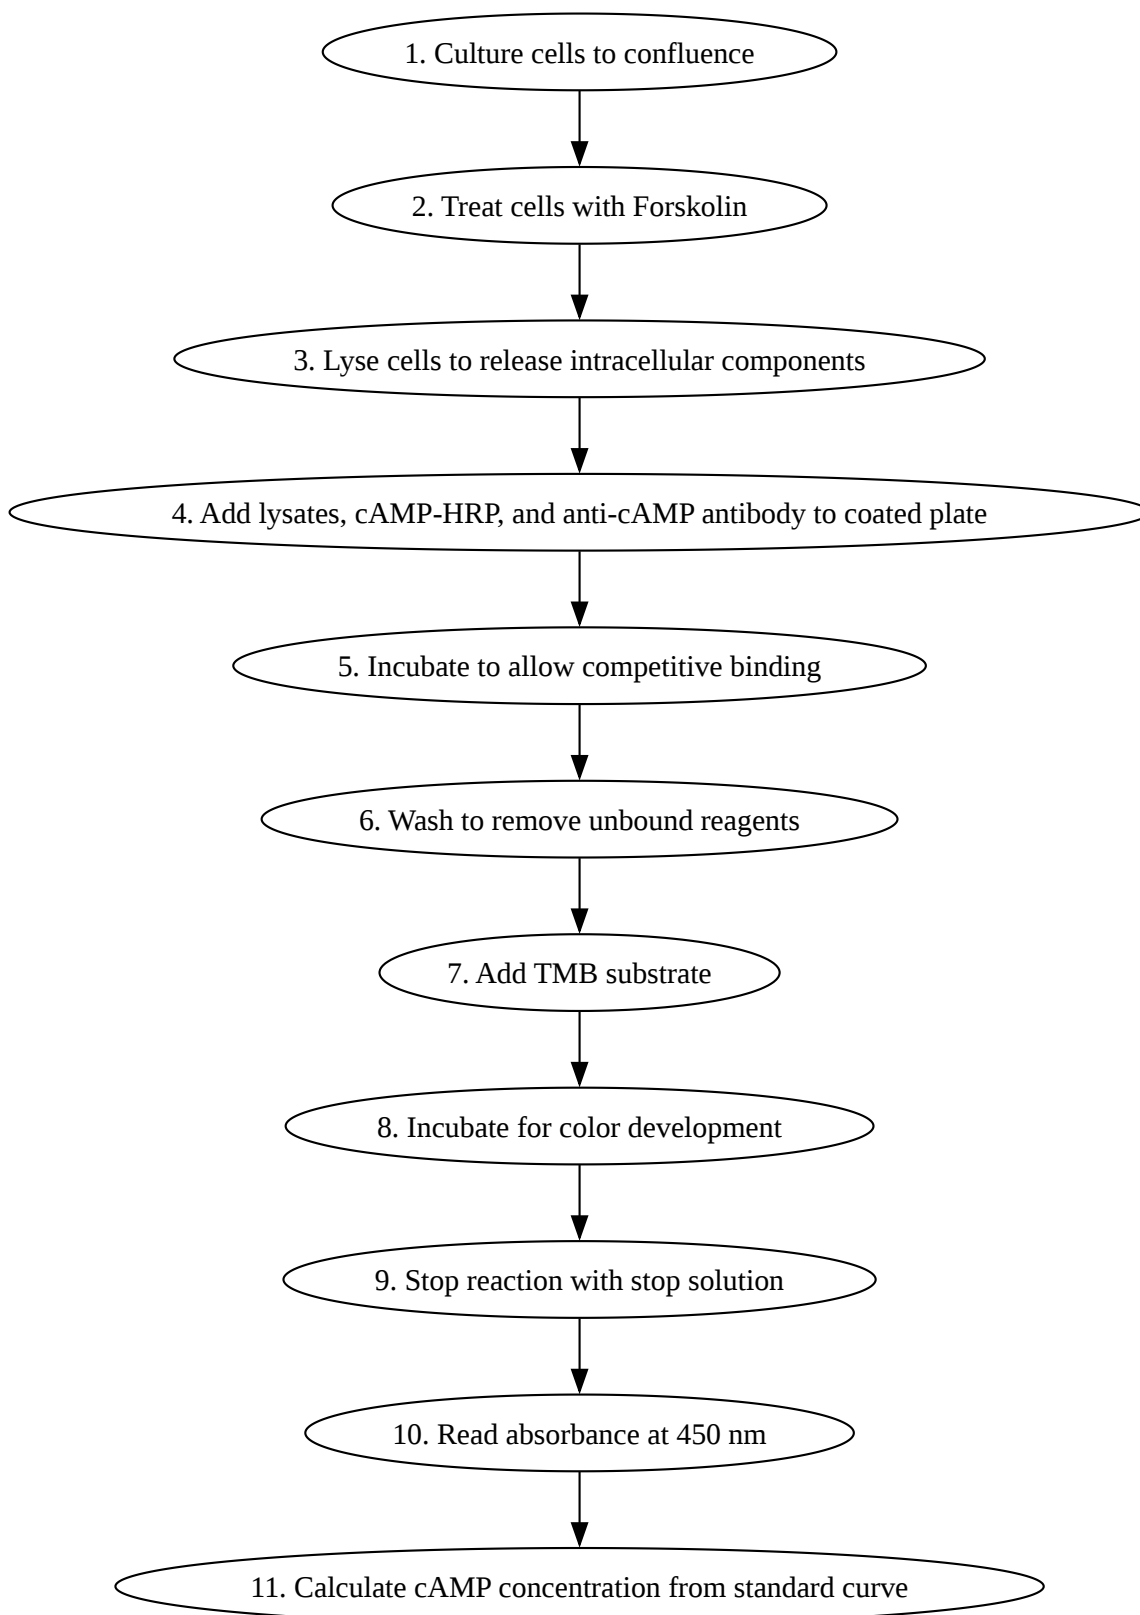 1. Culture cells to confluence
2. Treat cells with Forskolin
3. Lyse cells to release intracellular components
4. Add lysates, cAMP-HRP, and anti-cAMP antibody to coated plate
5. Incubate to allow competitive binding
6. Wash to remove unbound reagents
7. Add TMB substrate
8. Incubate for color development
9. Stop reaction with stop solution
10. Read absorbance at 450 nm
11. Calculate cAMP concentration from standard curve